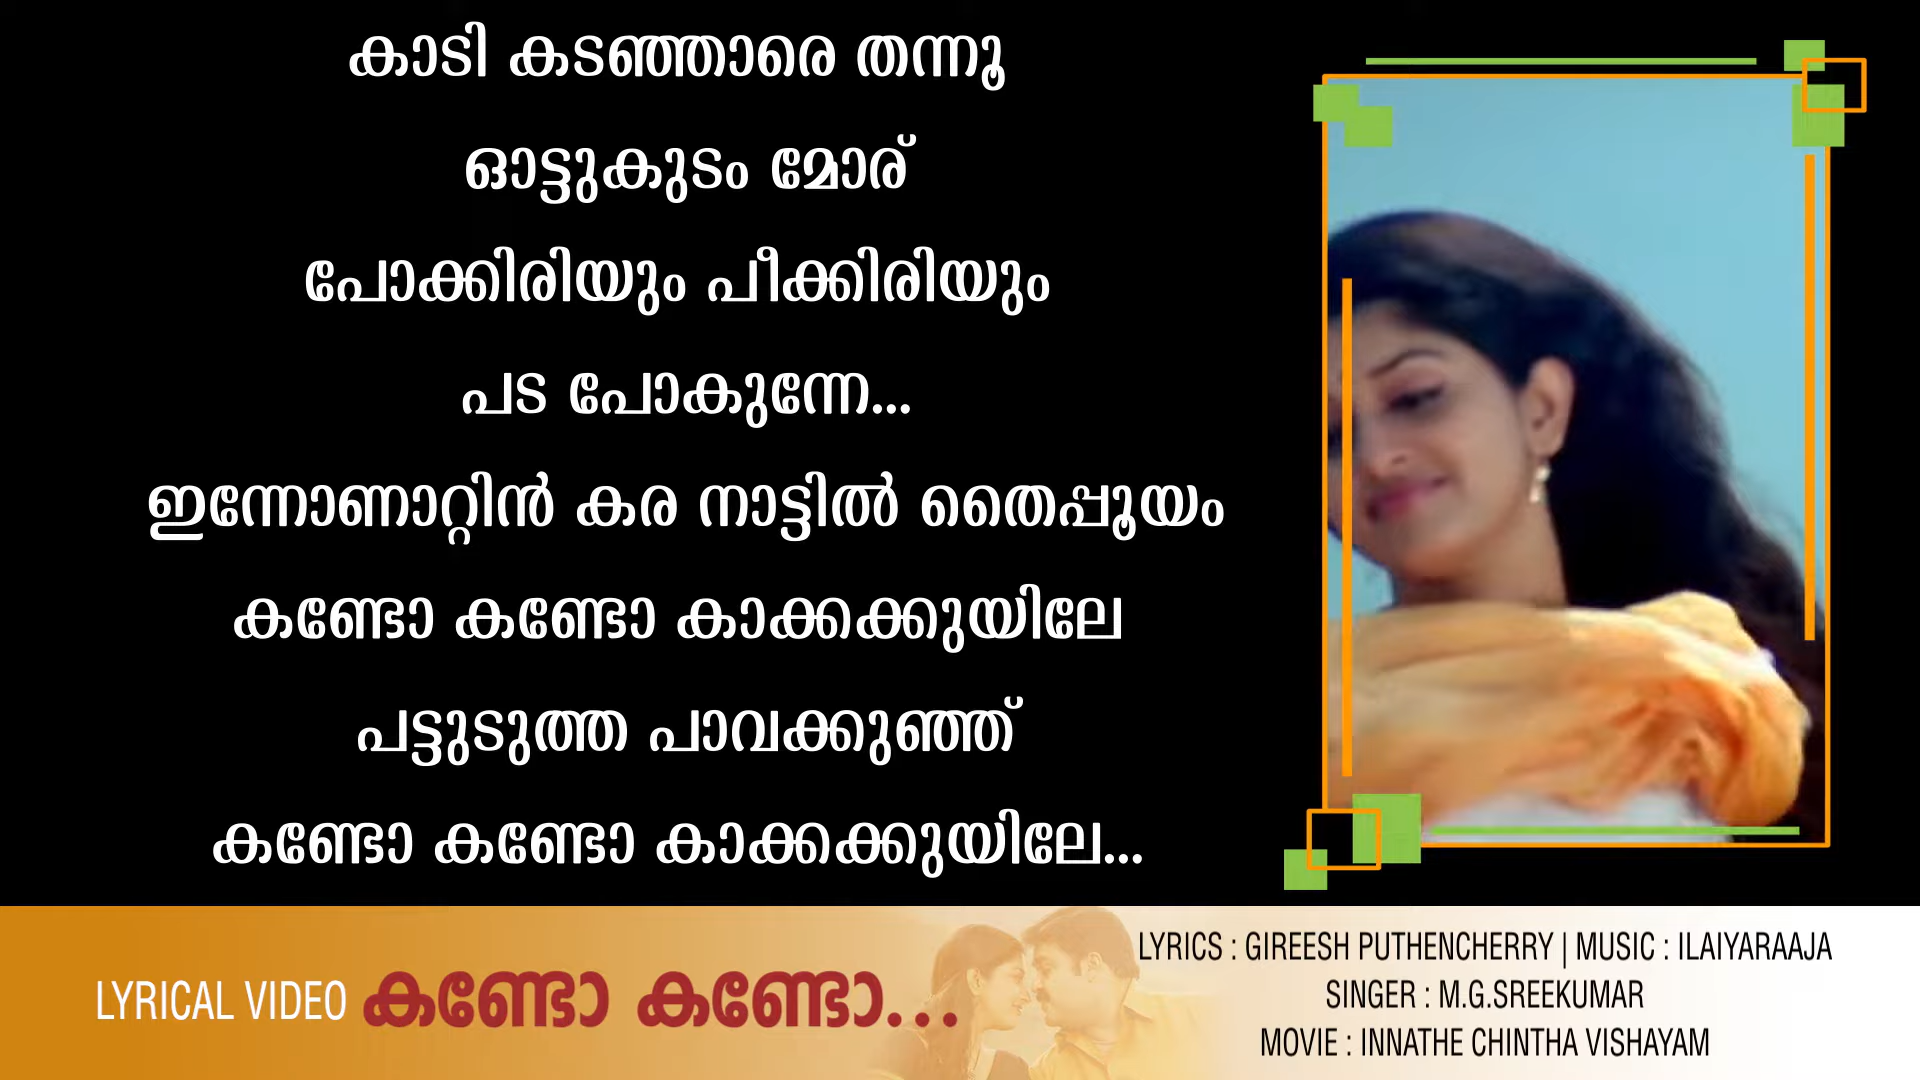 കാടി കടഞ്ഞാരെ തന്നൂ
ഓട്ടുകുടം മോര്
പോക്കിരിയും പീക്കിരിയും
പട പോകുന്നേ...
ഇന്നോണാറ്റിൻ കര നാട്ടിൽ തൈപ്പൂയം
കണ്ടോ കണ്ടോ കാക്കക്കുയിലേ
പട്ടുടുത്ത പാവക്കുഞ്ഞ്
കണ്ടോ കണ്ടോ കാക്കക്കുയിലേ...
LYRICAL VIDEO കണ്ടോ കണ്ടോ...
LYRICS : GIREESH PUTHENCHERRY | MUSIC : ILAIYARAAJA
SINGER : M.G.SREEKUMAR
MOVIE : INNATHE CHINTHA VISHAYAM